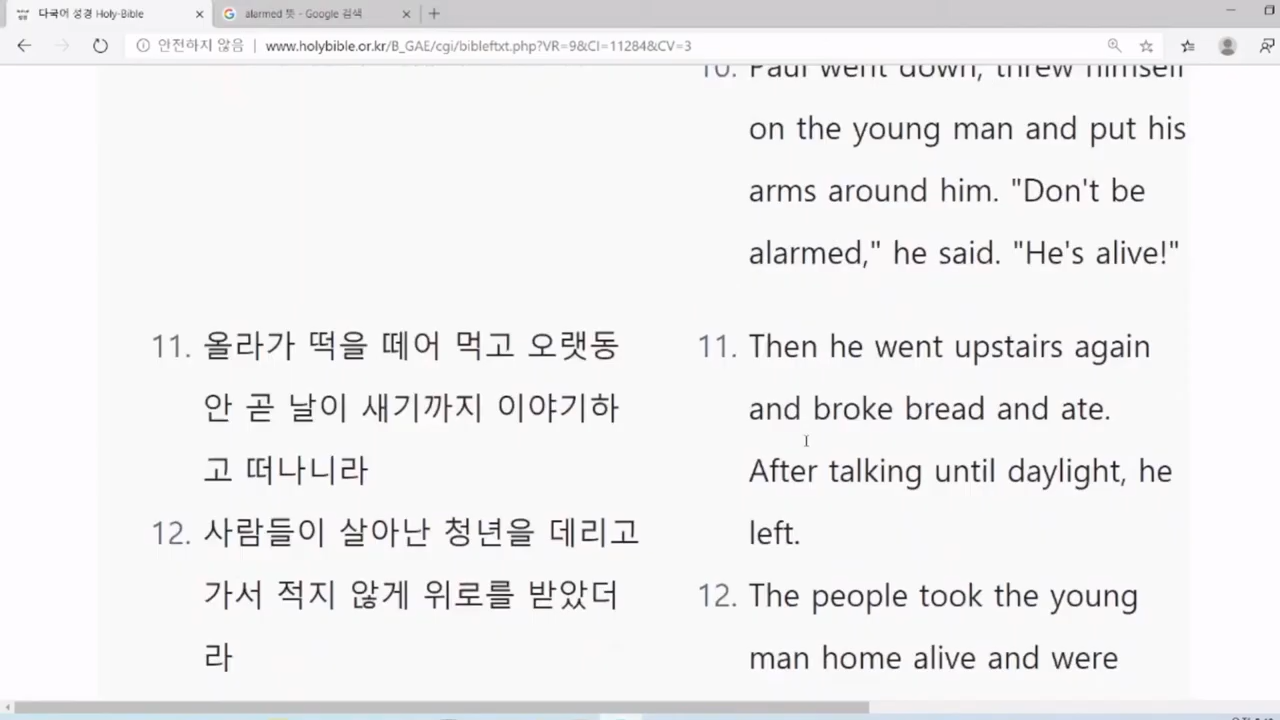 다국어 성경 Holy-Bible
alarmed 뜻 - Google 검색
안전하지 않음 | www.holybible.or.kr/B_GAE/cgi/bibleftxt.php?VR=9&CI=11284&CV=3
10. Paul went down, threw himself
on the young man and put his
arms around him. "Don't be
alarmed," he said. "He's alive!"
11. 올라가 떡을 떼어 먹고 오랫동
안 곧 날이 새기까지 이야기하
고 떠나니라
12. 사람들이 살아난 청년을 데리고
가서 적지 않게 위로를 받았더
라
11. Then he went upstairs again
and broke bread and ate.
After talking until daylight, he
left.
12. The people took the young
man home alive and were